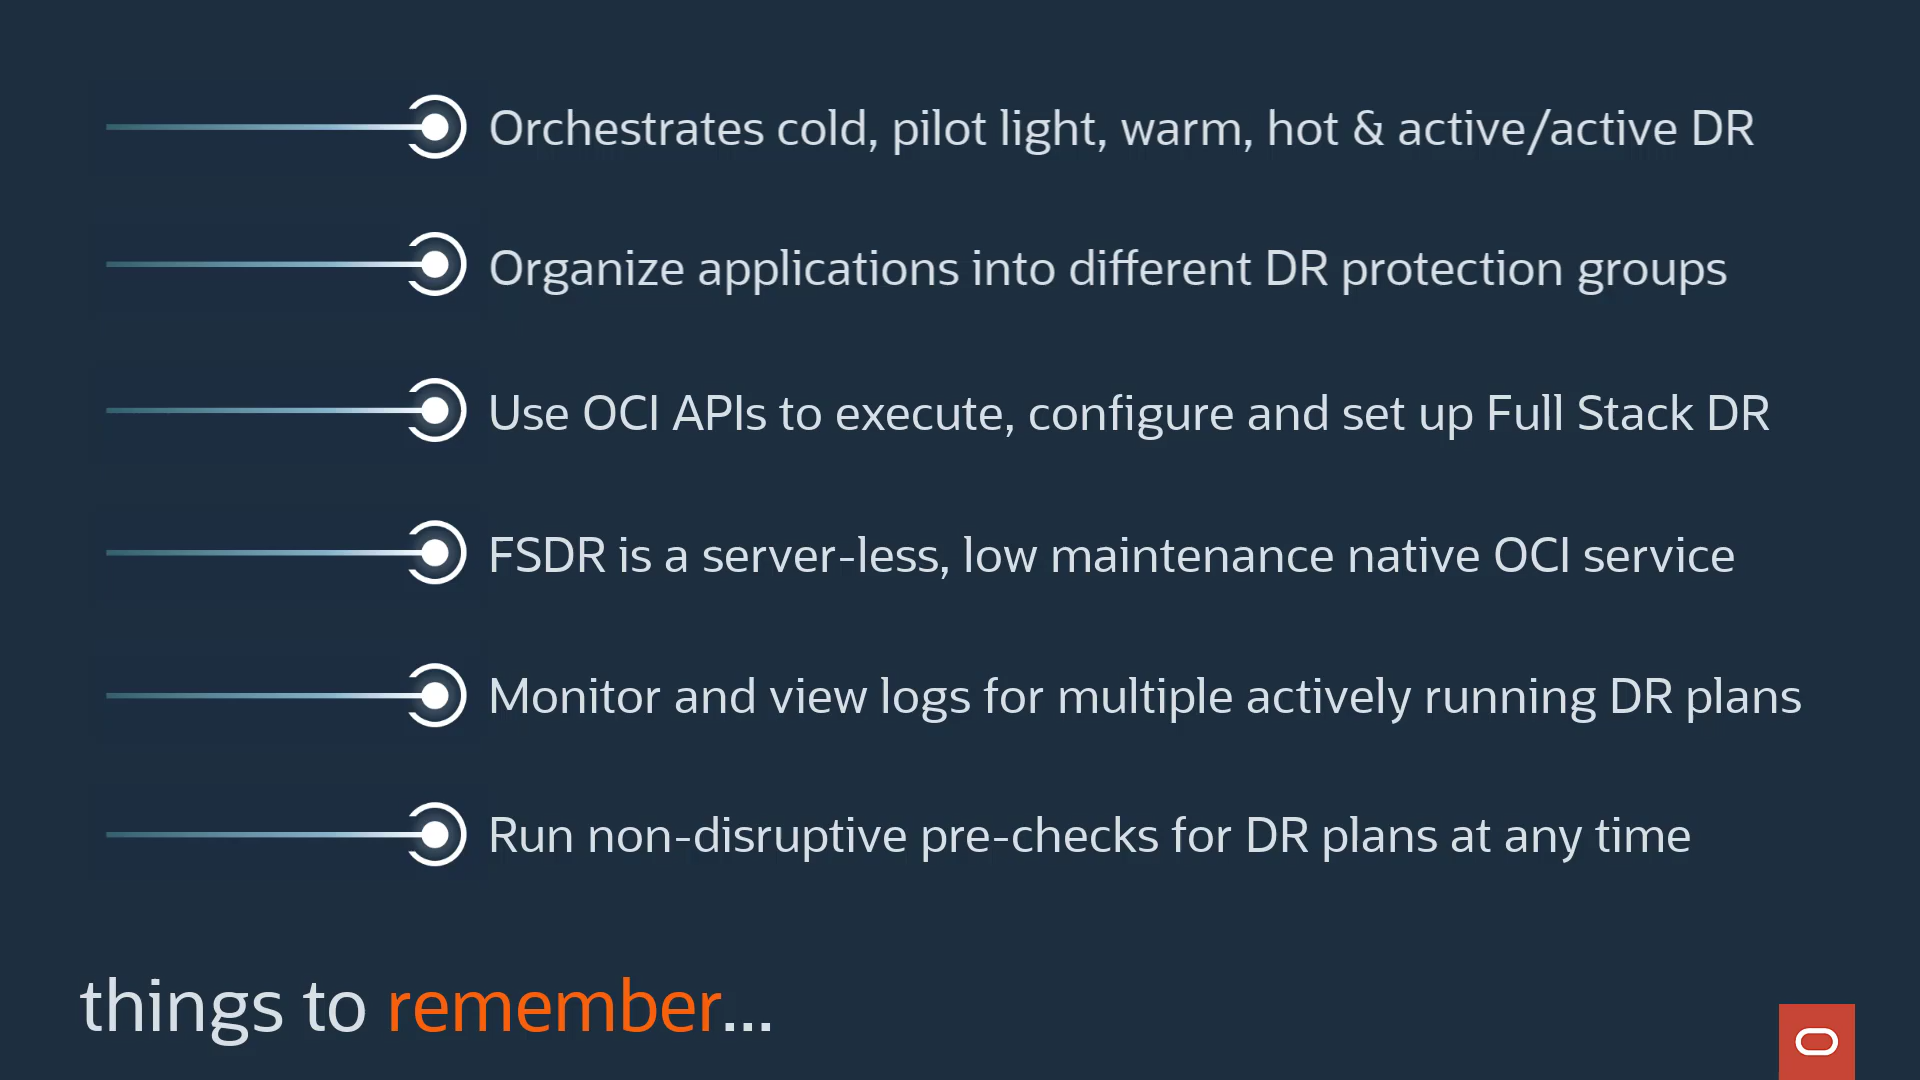 Orchestrates cold, pilot light, warm, hot & active/active DR
Organize applications into different DR protection groups
Use OCI APIs to execute, configure and set up Full Stack DR
FSDR is a server-less, low maintenance native OCI service
Monitor and view logs for multiple actively running DR plans
Run non-disruptive pre-checks for DR plans at any time
things to remember...